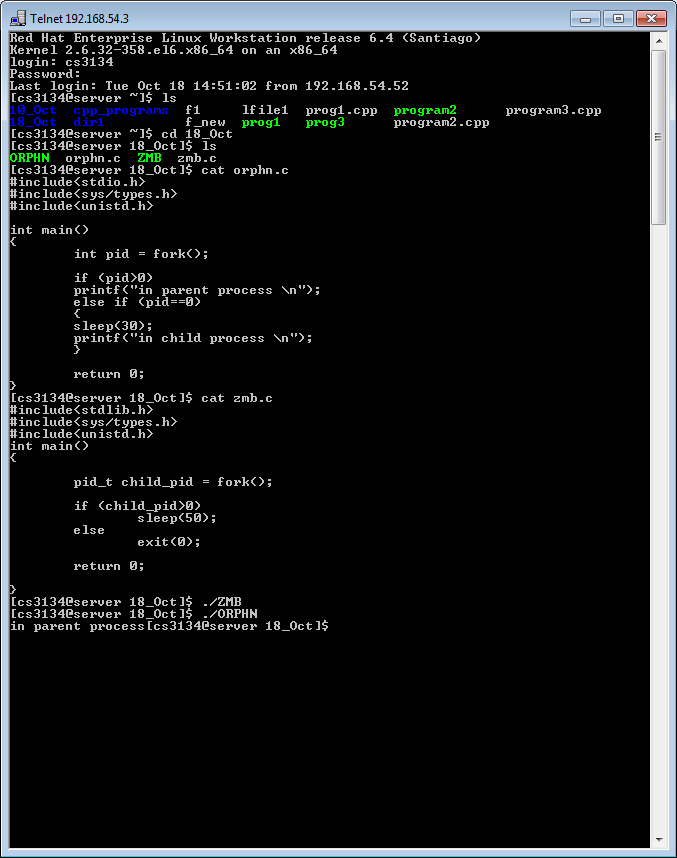 Telnet 192.168.54.3
Red Hat Enterprise Linux Workstation release 6.4 (Santiago)
Kernel 2.6.32-358.el6.x86_64 on an x86_64
login: cs3134
Password:
Last login: Tue Oct 18 14:51:02 from 192.168.54.52
[cs3134@server ~]$ ls
10_Oct  cpp_programs  f1     lfile1  prog1.cpp  program2      program3.cpp
18_Oct  dir1          f_new  prog1   prog3      program2.cpp
[cs3134@server ~]$ cd 18_Oct
[cs3134@server 18_Oct]$ ls
ORPHN  orphn.c  ZMB  zmb.c
[cs3134@server 18_Oct]$ cat orphn.c
#include<stdio.h>
#include<sys/types.h>
#include<unistd.h>

int main()
{
        int pid = fork();

        if (pid>0)
        printf("in parent process \n");
        else if (pid==0)
        {
        sleep(30);
        printf("in child process \n");
        }

        return 0;
}
[cs3134@server 18_Oct]$ cat zmb.c
#include<stdlib.h>
#include<sys/types.h>
#include<unistd.h>
int main()
{

        pid_t child_pid = fork();

        if (child_pid>0)
                sleep(50);
        else
                exit(0);

        return 0;

}
[cs3134@server 18_Oct]$ ./ZMB
[cs3134@server 18_Oct]$ ./ORPHN
in parent process[cs3134@server 18_Oct]$